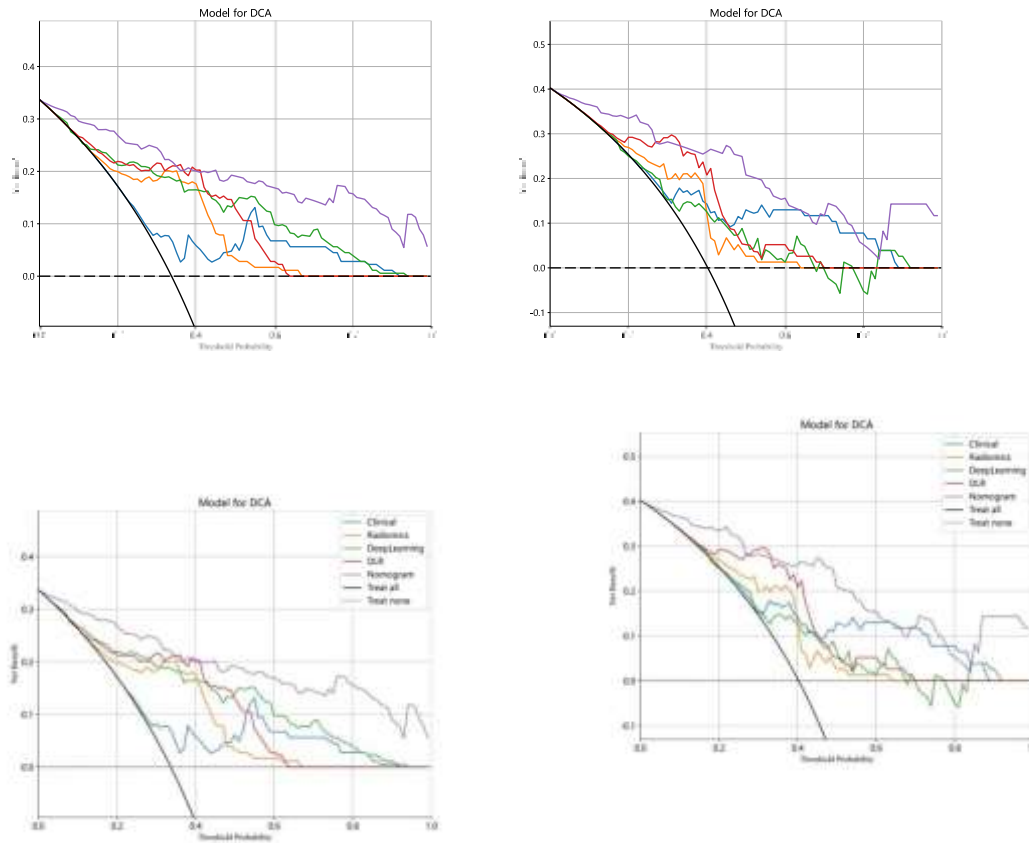 Model for DCA
0.4
0.3
0.2
0.1
0.0
0.4
0.6
Threshold Probability
Model for DCA
0.5
0.4
0.3
0.2
0.1
0.0
-0.1
0.4
0.6
Threshold Probability
Model for DCA
Clinical
Radiomics
DeepLearning
DLR
Nomogram
Treat all
Treat none
0.4
0.3
0.2
0.1
0.0
Net Benefit
0.0
0.2
0.4
0.6
0.8
1.0
Threshold Probability
Model for DCA
Clinical
Radiomics
DeepLearning
DLR
Nomogram
Treat all
Treat none
0.5
0.4
0.3
0.2
0.1
0.0
Net Benefit
0.0
0.2
0.4
0.6
0.8
Threshold Probability